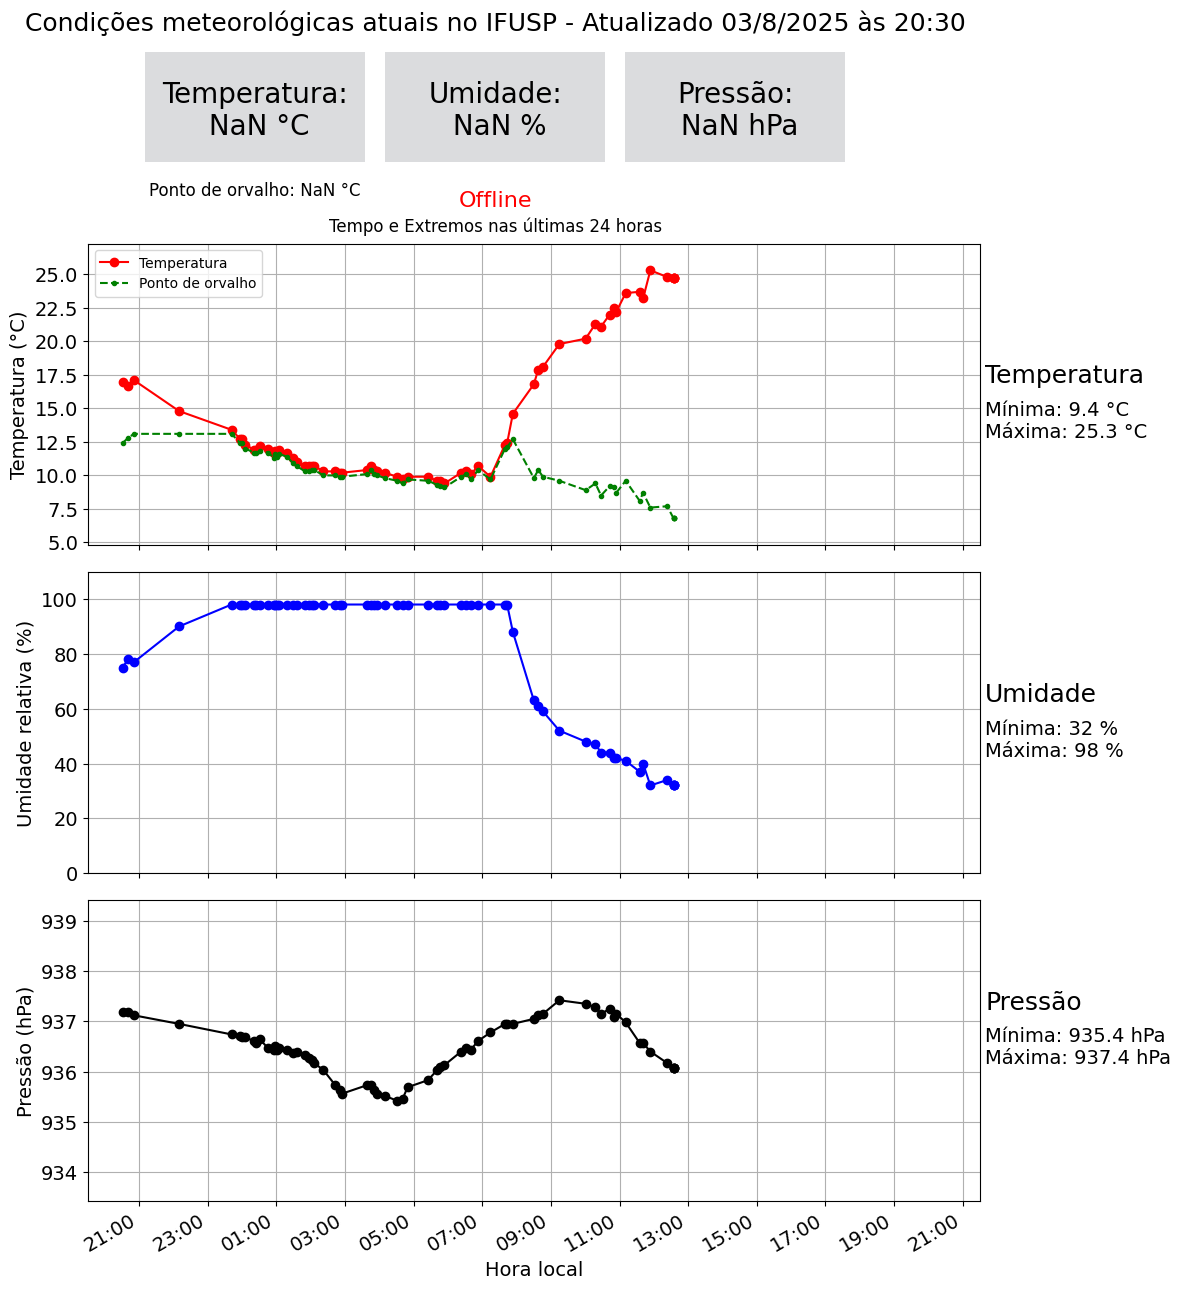 Condições meteorológicas atuais no IFUSP - Atualizado 03/8/2025 às 20:30
Temperatura:
NaN °C
Umidade:
NaN %
Pressão:
NaN hPa
Ponto de orvalho: NaN °C
Offline
Tempo e Extremos nas últimas 24 horas
Temperatura
Ponto de orvalho
Temperatura (°C)
25.0
22.5
20.0
17.5
15.0
12.5
10.0
7.5
5.0
Temperatura
Mínima: 9.4 °C
Máxima: 25.3 °C
Umidade relativa (%)
100
80
60
40
20
0
Umidade
Mínima: 32 %
Máxima: 98 %
Pressão (hPa)
939
938
937
936
935
934
Pressão
Mínima: 935.4 hPa
Máxima: 937.4 hPa
21:00
23:00
01:00
03:00
05:00
07:00
09:00
11:00
13:00
15:00
17:00
19:00
21:00
Hora local